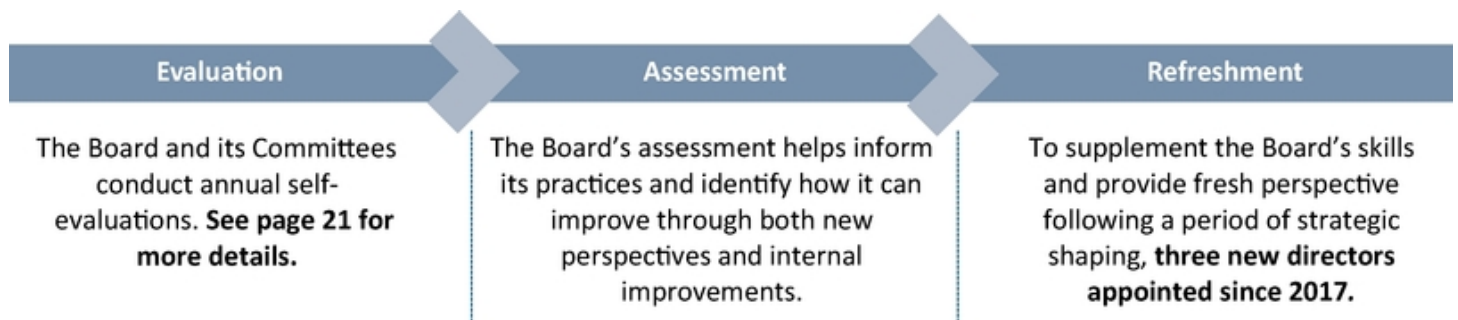 Evaluation
The Board and its Committees
conduct annual self-
evaluations. See page 21 for
more details.
Assessment
The Board’s assessment helps inform
its practices and identify how it can
improve through both new
perspectives and internal
improvements.
Refreshment
To supplement the Board’s skills
and provide fresh perspective
following a period of strategic
shaping, three new directors
appointed since 2017.